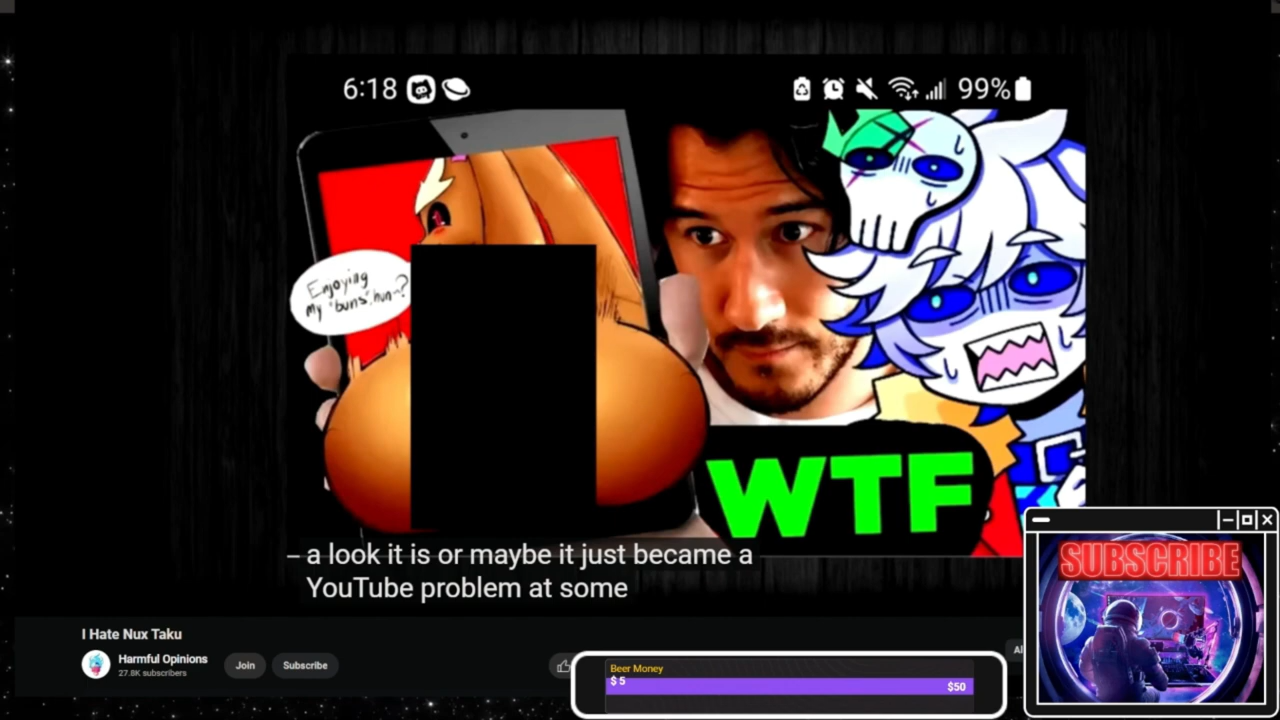 6:18
99%
Enjoying
my "buns", hun~?
WTF
– a look it is or maybe it just became a
YouTube problem at some
I Hate Nux Taku
Harmful Opinions
27.8K subscribers
Join
Subscribe
Al
Beer Money
$ 5
$50
SUBSCRIBE